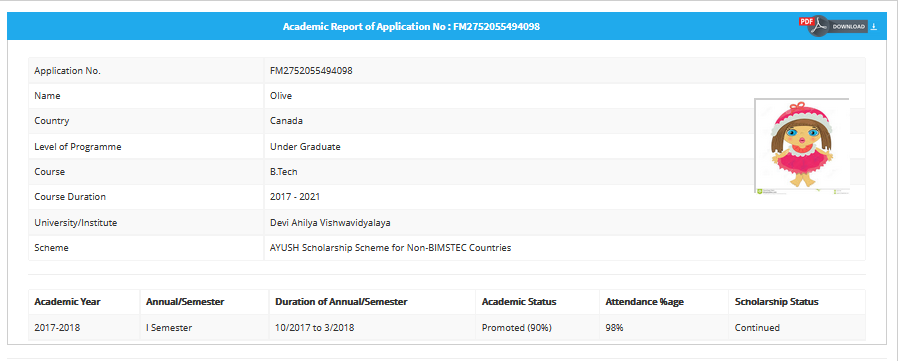 Academic Report of Application No : FM2752055494098
PDF DOWNLOAD
Application No. FM2752055494098
Name Olive
Country Canada
Level of Programme Under Graduate
Course B.Tech
Course Duration 2017 - 2021
University/Institute Devi Ahilya Vishwavidyalaya
Scheme AYUSH Scholarship Scheme for Non-BIMSTEC Countries
Academic Year Annual/Semester Duration of Annual/Semester Academic Status Attendance %age Scholarship Status
2017-2018 I Semester 10/2017 to 3/2018 Promoted (90%) 98% Continued